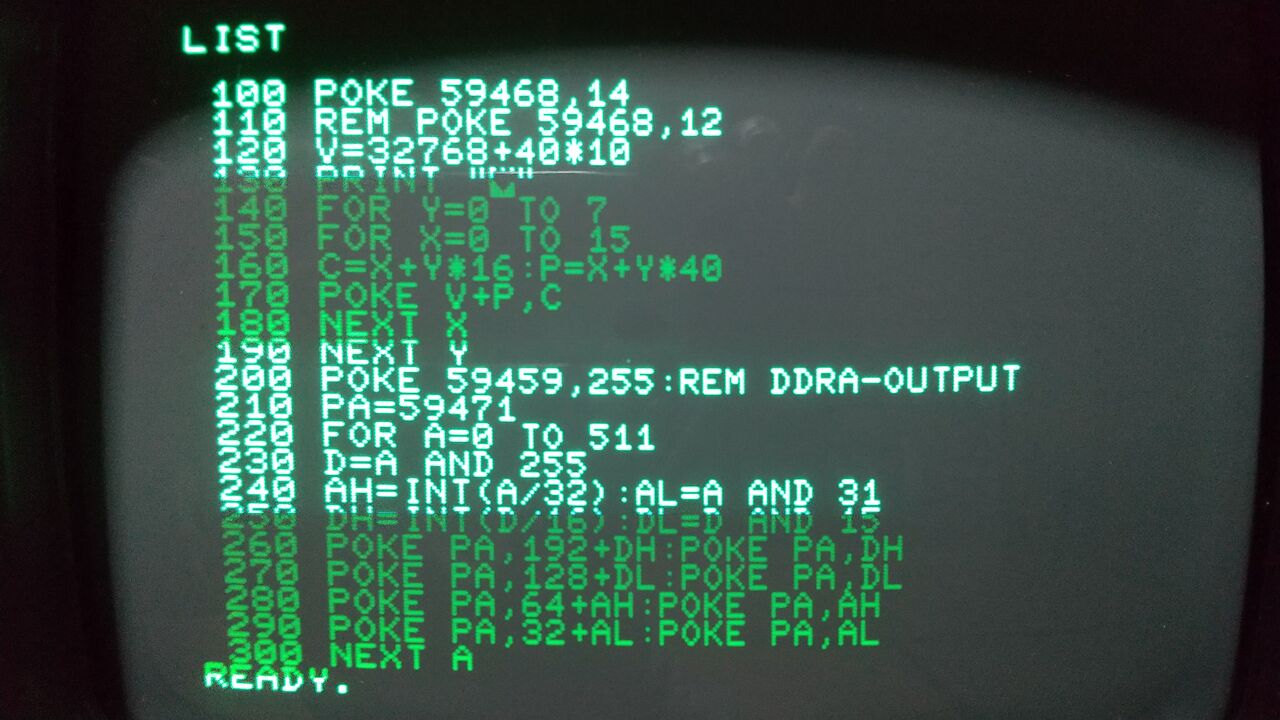 LIST
100 POKE 59468,14
110 REM POKE 59468,12
120 V=32768+40*10
130 PRINT
140 FOR Y=0 TO 7
150 FOR X=0 TO 15
160 C=X+Y*16:P=X+Y*40
170 POKE V+P,C
180 NEXT X
190 NEXT Y
200 POKE 59459,255:REM DDRA-OUTPUT
210 PA=59471
220 FOR A=0 TO 511
230 D=A AND 255
240 AH=INT(A/32):AL=A AND 31
250 DH=INT(D/16):DL=D AND 15
260 POKE PA,192+DH:POKE PA,DH
270 POKE PA,128+DL:POKE PA,DL
280 POKE PA,64+AH:POKE PA,AH
290 POKE PA,32+AL:POKE PA,AL
300 NEXT A
READY.